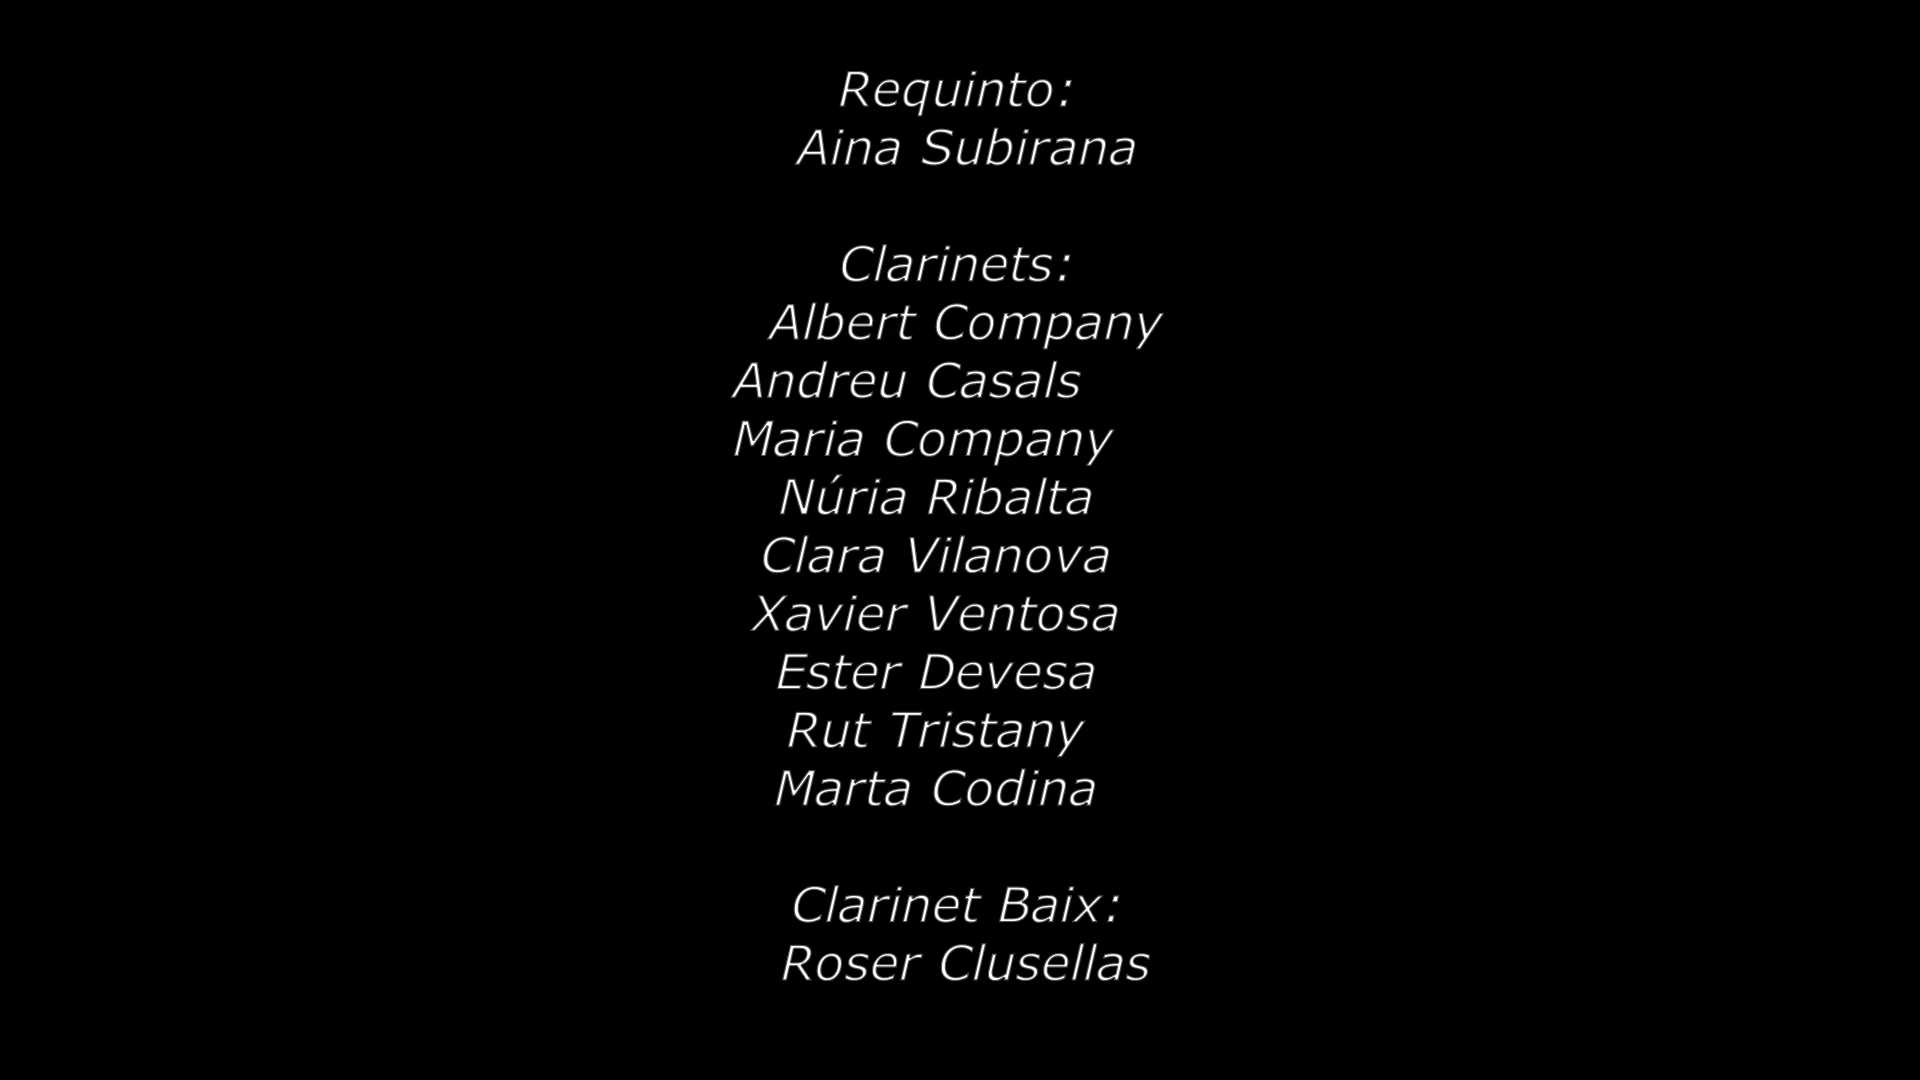 Requinto:
Aina Subirana
Clarinets:
Albert Company
Andreu Casals
Maria Company
Núria Ribalta
Clara Vilanova
Xavier Ventosa
Ester Devesa
Rut Tristany
Marta Codina
Clarinet Baix:
Roser Clusellas